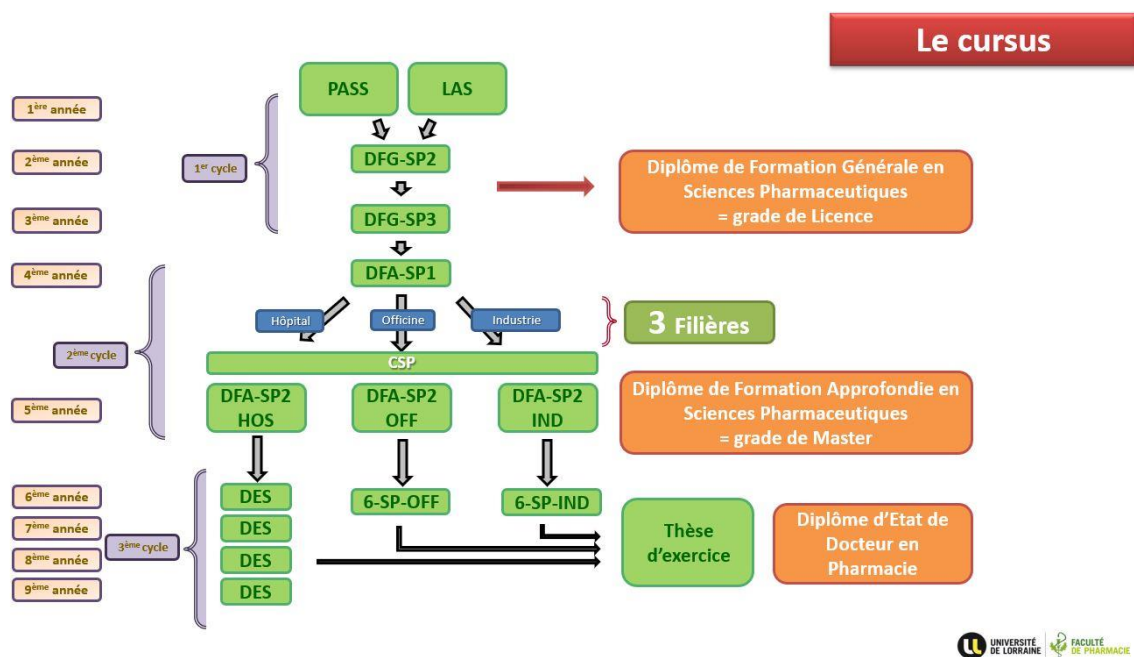 Le cursus
PASS
LAS
1ère année
2ème année
1er cycle
DFG-SP2
Diplôme de Formation Générale en
Sciences Pharmaceutiques
= grade de Licence
3ème année
DFG-SP3
4ème année
DFA-SP1
Hôpital
Officine
Industrie
3 Filières
2ème cycle
CSP
5ème année
DFA-SP2
HOS
DFA-SP2
OFF
DFA-SP2
IND
Diplôme de Formation Approfondie en
Sciences Pharmaceutiques
= grade de Master
6ème année
DES
6-SP-OFF
6-SP-IND
7ème année
DES
3ème cycle
8ème année
DES
9ème année
DES
Thèse
d’exercice
Diplôme d’Etat de
Docteur en
Pharmacie
UNIVERSITÉ
DE LORRAINE
FACULTÉ
DE PHARMACIE